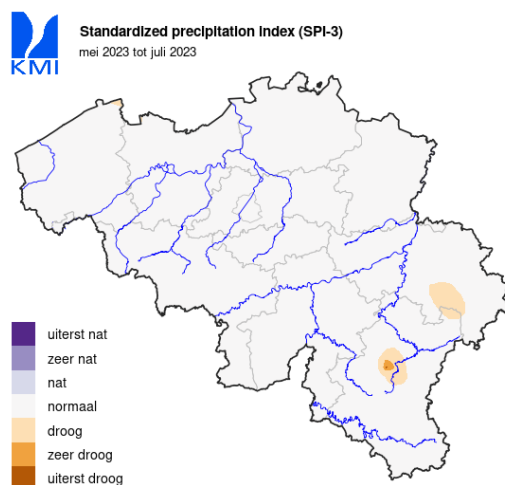 Standardized precipitation index (SPI-3)
mei 2023 tot juli 2023
KMI
uiterst nat
zeer nat
nat
normaal
droog
zeer droog
uiterst droog